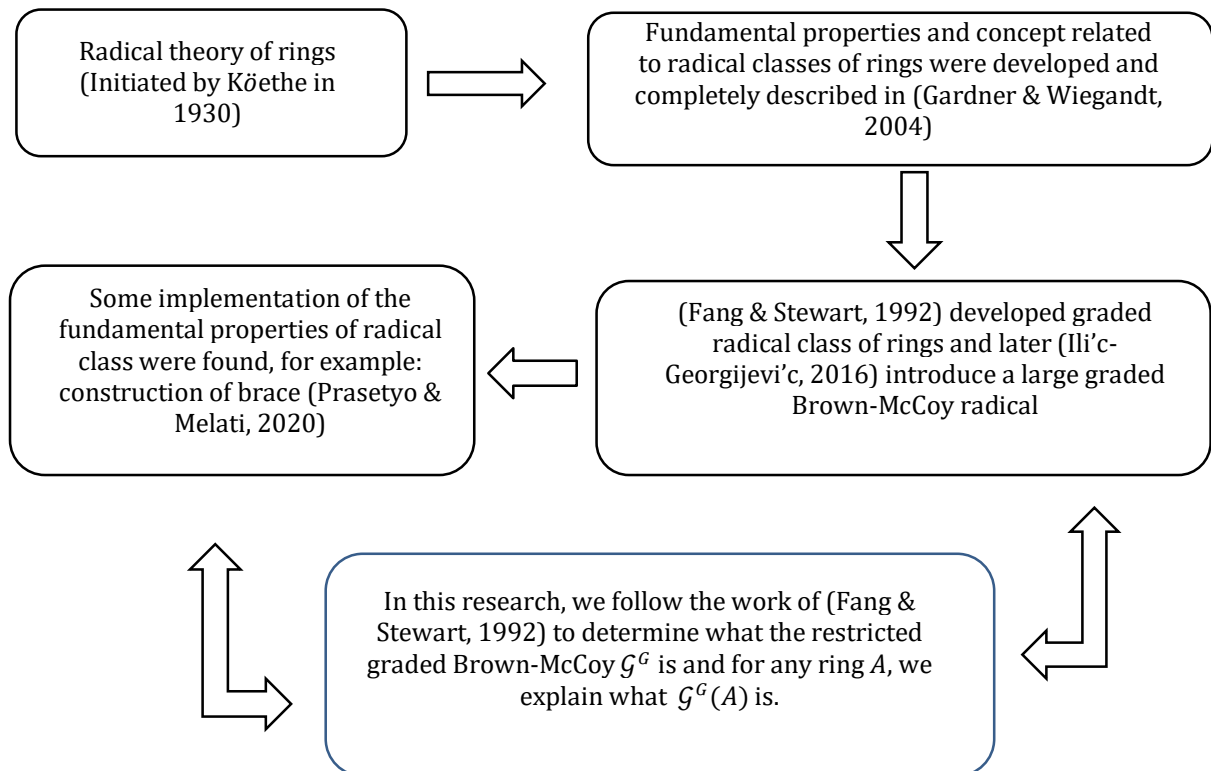 Radical theory of rings
(Initiated by Köethe in
1930)
Fundamental properties and concept related
to radical classes of rings were developed and
completely described in (Gardner & Wiegandt,
2004)
(Fang & Stewart, 1992) developed graded
radical class of rings and later (Ili'c-
Georgijevi'c, 2016) introduce a large graded
Brown-McCoy radical
Some implementation of the
fundamental properties of radical
class were found, for example:
construction of brace (Prasetyo &
Melati, 2020)
In this research, we follow the work of (Fang &
Stewart, 1992) to determine what the restricted
graded Brown-McCoy 𝒢^G is and for any ring A, we
explain what 𝒢^G(A) is.